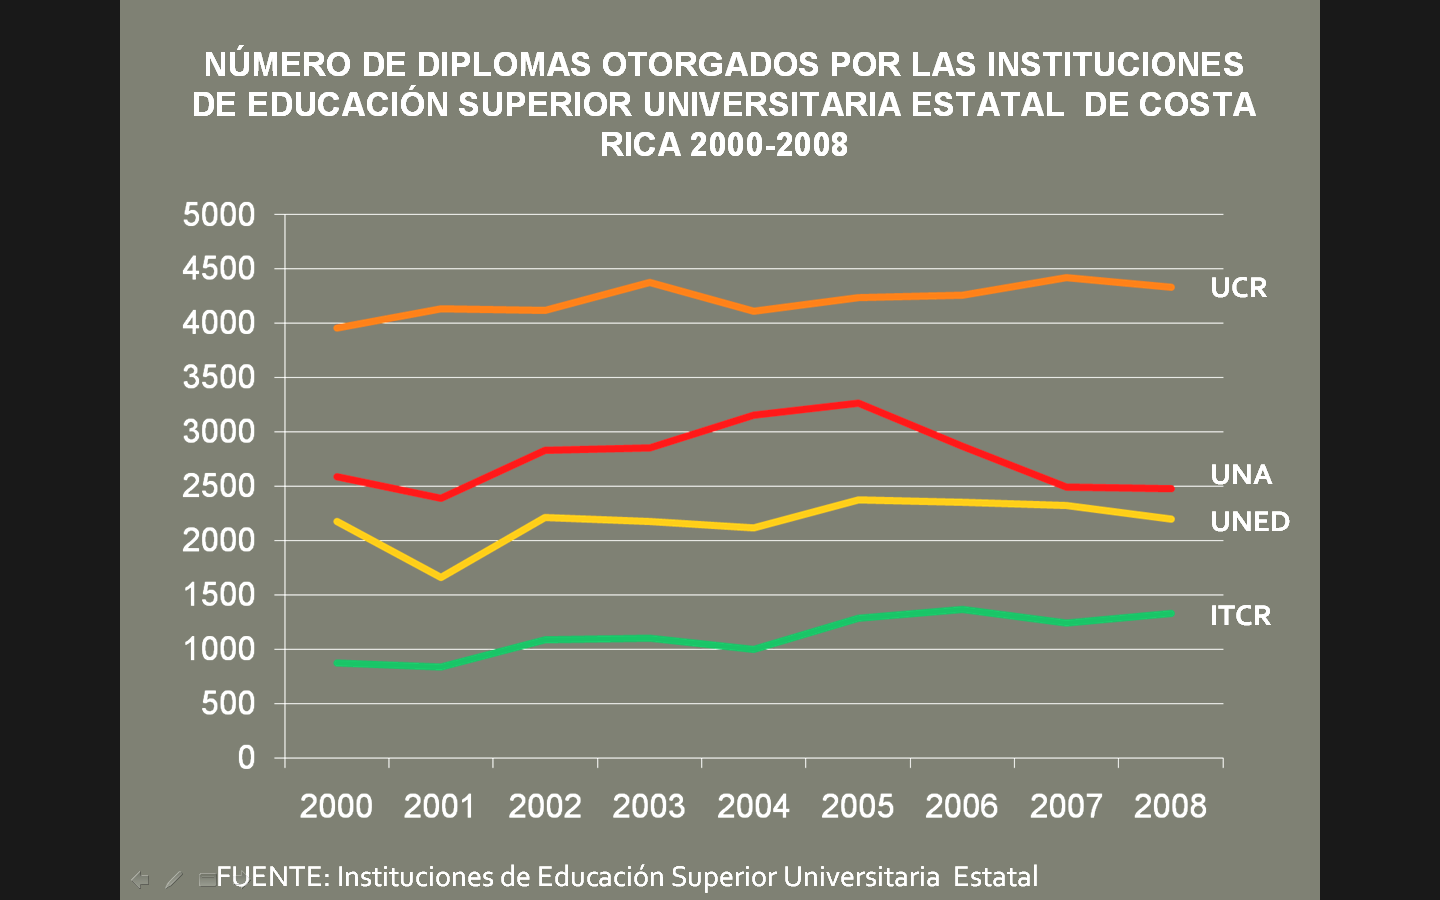 NÚMERO DE DIPLOMAS OTORGADOS POR LAS INSTITUCIONES
DE EDUCACIÓN SUPERIOR UNIVERSITARIA ESTATAL DE COSTA
RICA 2000-2008
5000
4500
4000
3500
3000
2500
2000
1500
1000
500
0
UCR
UNA
UNED
ITCR
2000 2001 2002 2003 2004 2005 2006 2007 2008
FUENTE: Instituciones de Educación Superior Universitaria Estatal